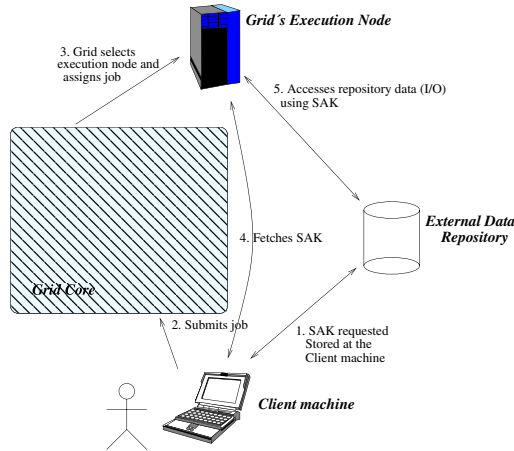 Grid´s Execution Node
3. Grid selects
execution node and
assigns job
5. Accesses repository data (I/O)
using SAK
External Data
Repository
4. Fetches SAK
Grid Core
2. Submits job
1. SAK requested
Stored at the
Client machine
Client machine